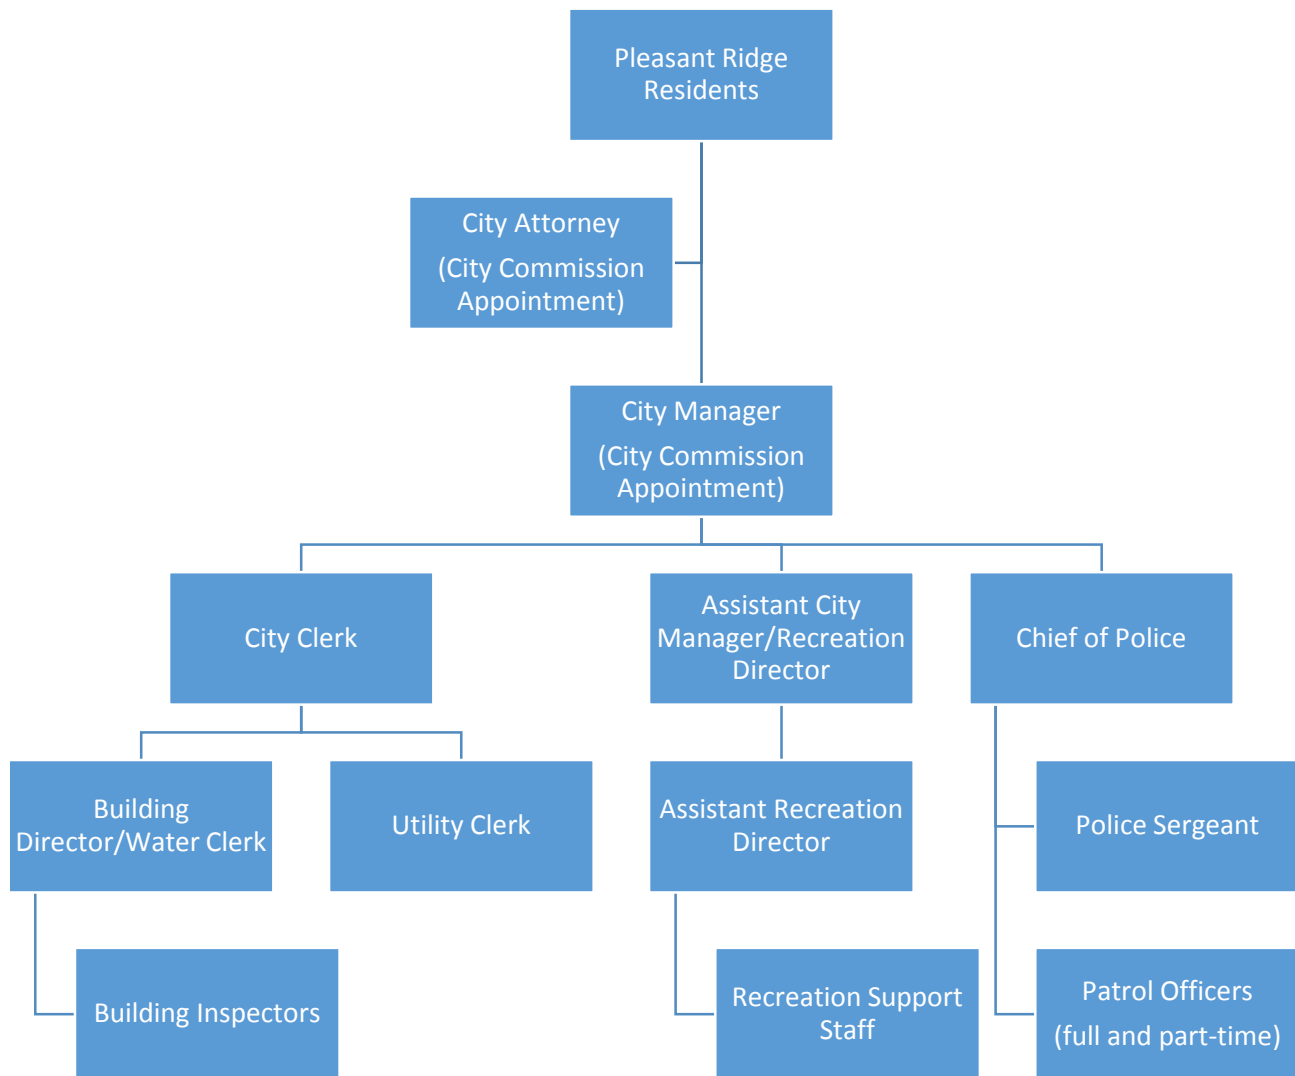 Pleasant Ridge
Residents
City Attorney
(City Commission
Appointment)
City Manager
(City Commission
Appointment)
City Clerk
Assistant City
Manager/Recreation
Director
Chief of Police
Building
Director/Water Clerk
Utility Clerk
Assistant Recreation
Director
Police Sergeant
Building Inspectors
Recreation Support
Staff
Patrol Officers
(full and part-time)